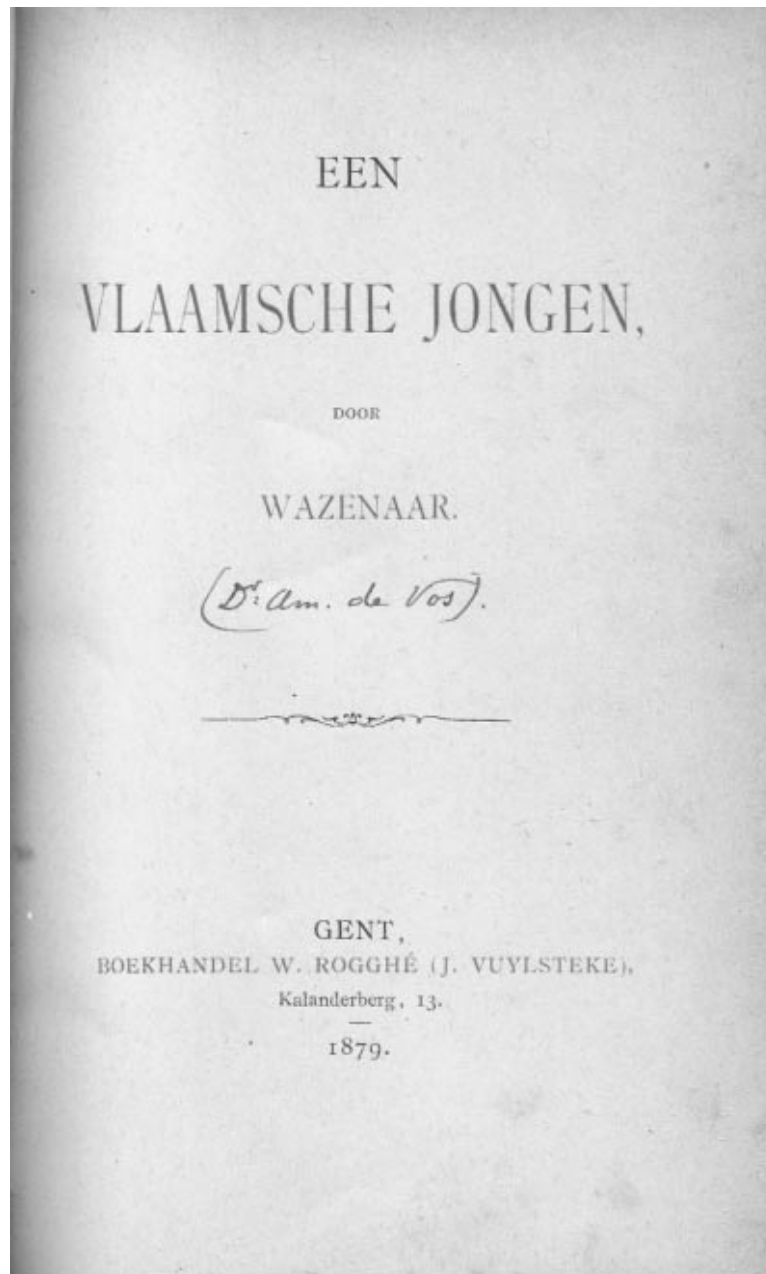 EEN
VLAAMSCHE JONGEN,
DOOR
WAZENAAR.
(Dr. Am. de Vos).
GENT,
BOEKHANDEL W. ROGGHÉ (J. VUYLSTEKE),
Kalanderberg, 13.
1879.